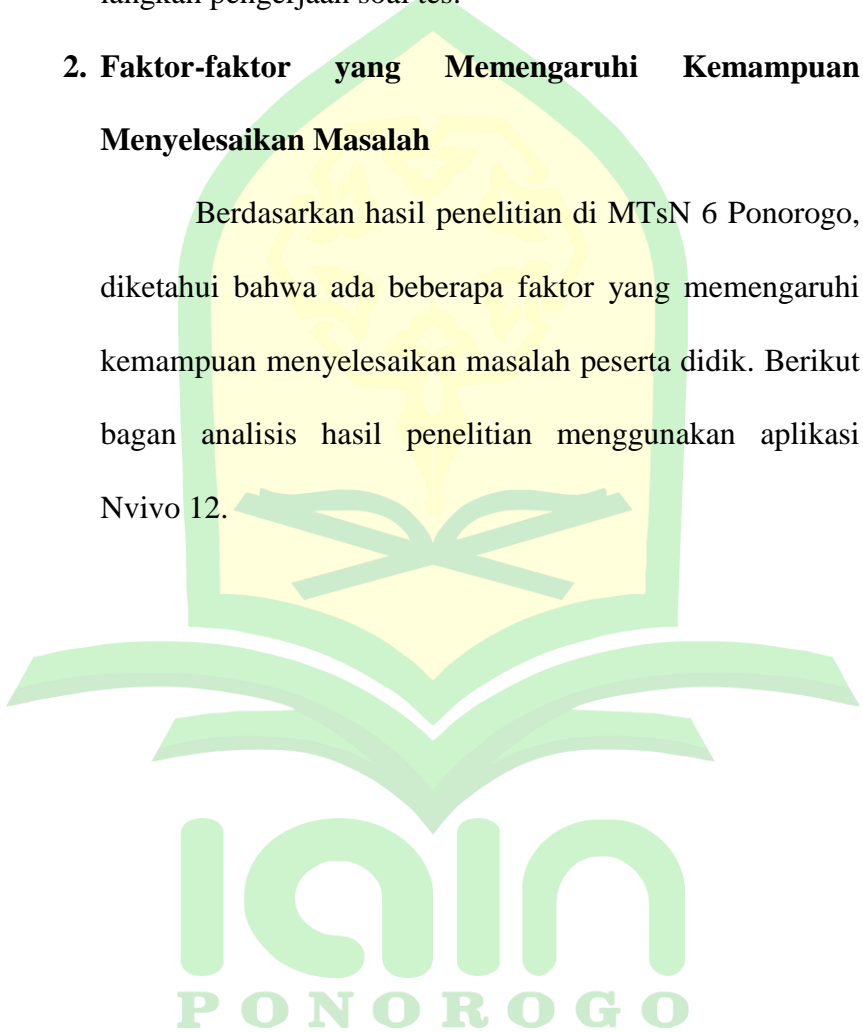 langkah pengerjaan soal tes.
2. Faktor-faktor yang Memengaruhi Kemampuan
Menyelesaikan Masalah
Berdasarkan hasil penelitian di MTsN 6 Ponorogo,
diketahui bahwa ada beberapa faktor yang memengaruhi
kemampuan menyelesaikan masalah peserta didik. Berikut
bagan analisis hasil penelitian menggunakan aplikasi
Nvivo 12.
iain
PONOROGO